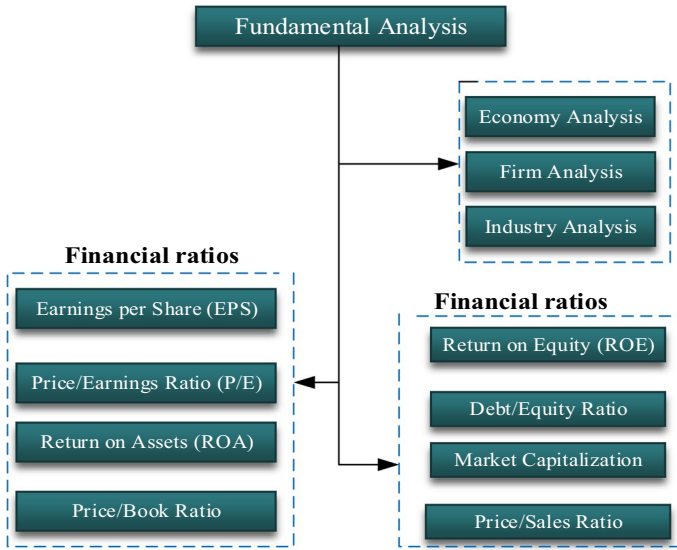 Fundamental Analysis
Economy Analysis
Firm Analysis
Industry Analysis
Financial ratios
Earnings per Share (EPS)
Price/Earnings Ratio (P/E)
Return on Assets (ROA)
Price/Book Ratio
Financial ratios
Return on Equity (ROE)
Debt/Equity Ratio
Market Capitalization
Price/Sales Ratio